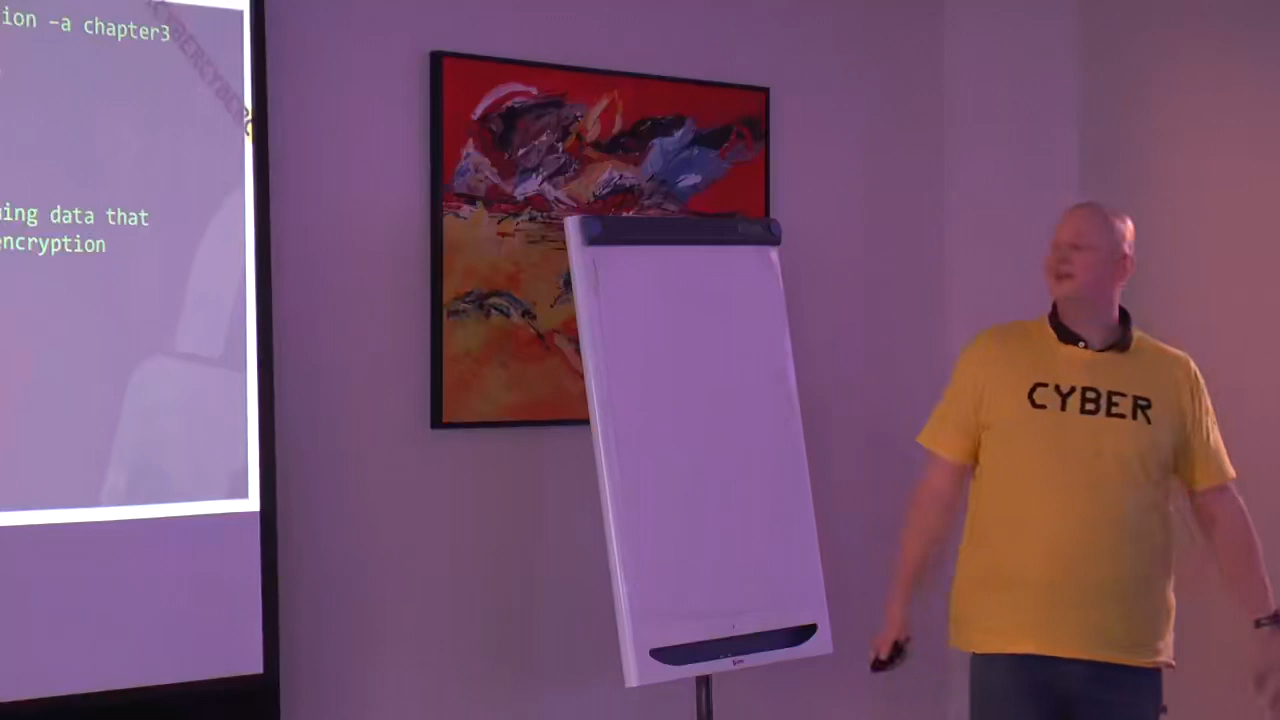 ion -a chapter3
ing data that
encryption
CYBER